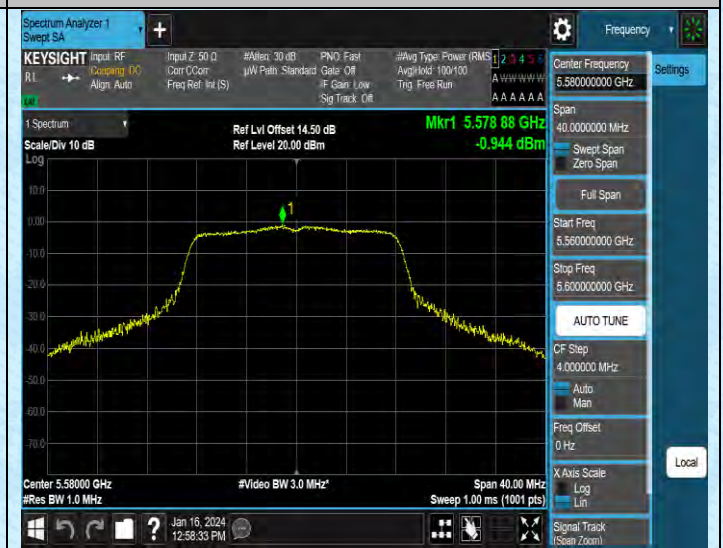 Spectrum Analyzer 1
Swept SA
+
Frequency
KEYSIGHT
RL
Input: RF
Coupling: DC
Align: Auto
Input Z: 50 Ω
Corr CCorr
Freq Ref: Int (S)
#Atten: 30 dB
µW Path: Standard
PNO: Fast
Gate: Off
IF Gain: Low
Sig Track: Off
#Avg Type: Power (RMS
Avg|Hold: 100/100
Trig: Free Run
1 2 3 4 5 6
A W W W W W
A A A A A A
1 Spectrum
Scale/Div 10 dB
Log
Ref Lvl Offset 14.50 dB
Ref Level 20.00 dBm
Mkr1 5.578 88 GHz
-0.944 dBm
10.0
0.00
-10.0
-20.0
-30.0
-40.0
-50.0
-60.0
-70.0
1
Center 5.58000 GHz
#Res BW 1.0 MHz
#Video BW 3.0 MHz*
Span 40.00 MHz
Sweep 1.00 ms (1001 pts)
Center Frequency
5.580000000 GHz
Settings
Span
40.0000000 MHz
Swept Span
Zero Span
Full Span
Start Freq
5.560000000 GHz
Stop Freq
5.600000000 GHz
AUTO TUNE
CF Step
4.000000 MHz
Auto
Man
Freq Offset
0 Hz
X Axis Scale
Log
Lin
Local
Signal Track
(Span Zoom)
?
Jan 16, 2024
12:58:33 PM